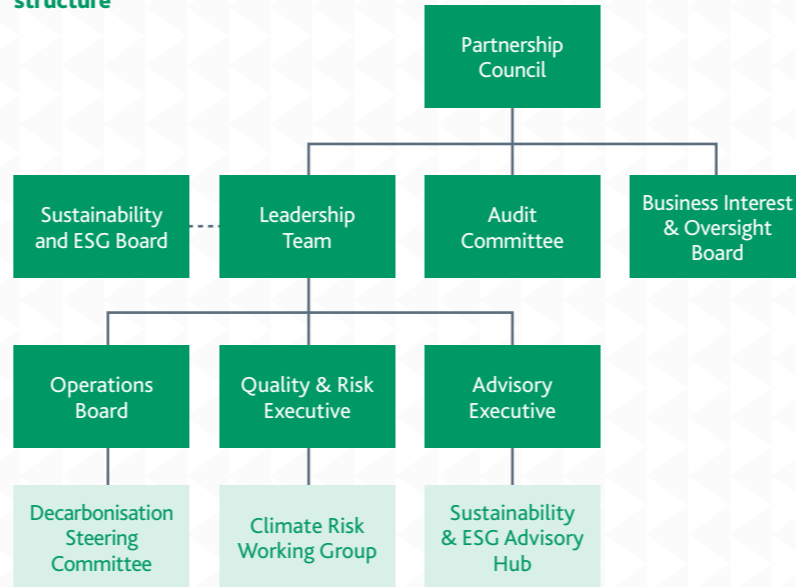 structure
Partnership
Council
Sustainability
and ESG Board
Leadership
Team
Audit
Committee
Business Interest
& Oversight
Board
Operations
Board
Quality & Risk
Executive
Advisory
Executive
Decarbonisation
Steering
Committee
Climate Risk
Working Group
Sustainability
& ESG Advisory
Hub